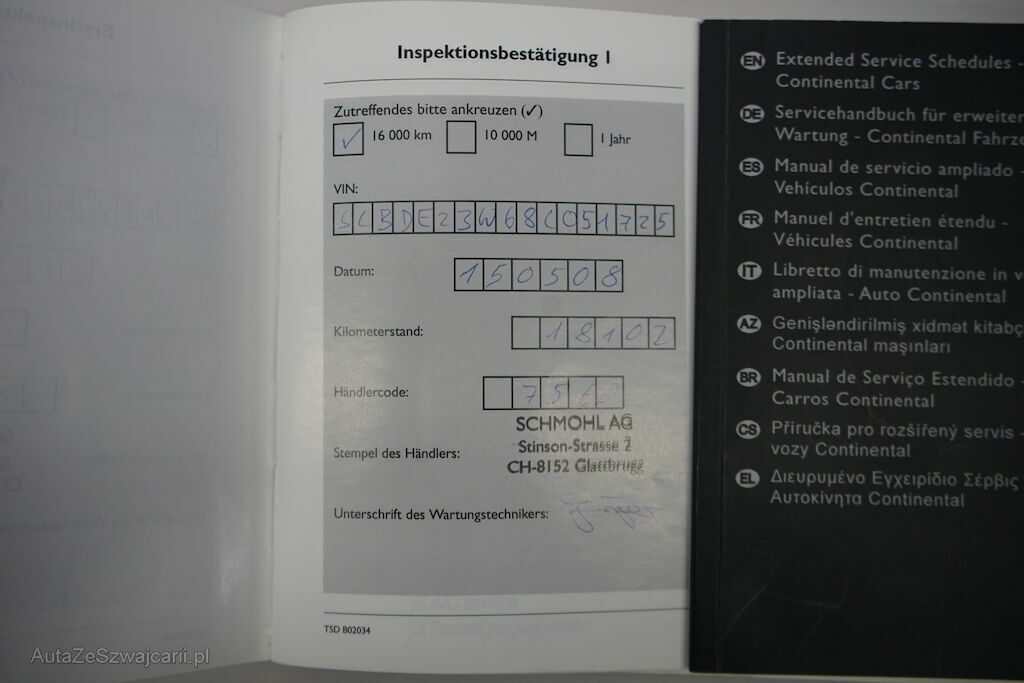 Inspektionsbestätigung 1
Zutreffendes bitte ankreuzen (✓)
✓ 16 000 km 10 000 M 1 Jahr
VIN:
SCBDE23W68C051725
Datum:
150508
Kilometerstand:
18102
Händlercode:
7566
SCHMOHL AG
Stinson-Strasse 2
CH-8152 Glattbrugg
Stempel des Händlers:
Unterschrift des Wartungstechnikers:
TSD B02034
EN Extended Service Schedules -
Continental Cars
DE Servicehandbuch für erweiter
Wartung - Continental Fahrze
ES Manual de servicio ampliado -
Vehículos Continental
FR Manuel d'entretien étendu -
Véhicules Continental
IT Libretto di manutenzione in v
ampliata - Auto Continental
AZ Genişləndirilmiş xidmət kitabç
Continental maşınları
BR Manual de Serviço Estendido -
Carros Continental
CS Příručka pro rozšířený servis -
vozy Continental
EL Διευρυμένο Εγχειρίδιο Σέρβις
Αυτοκίνητα Continental
AutaZeSzwajcarii.pl